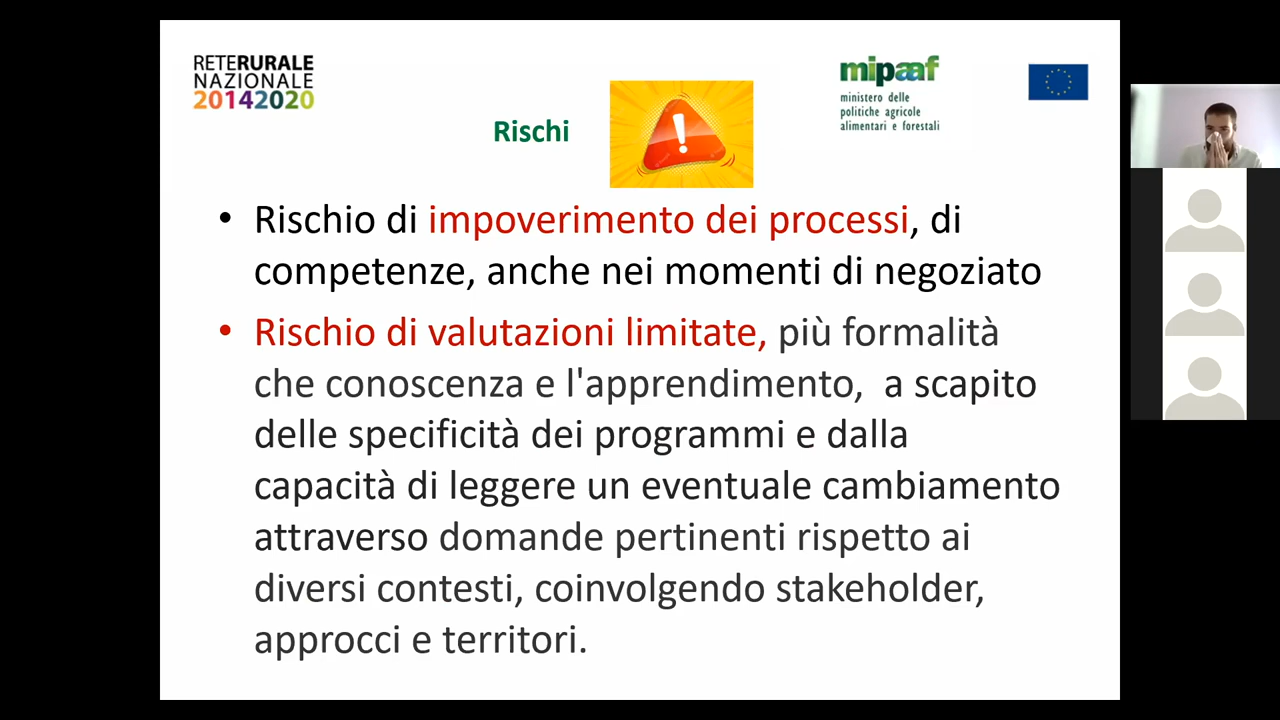 RETERURALE
NAZIONALE
20142020
mipaaf
ministero delle
politiche agricole
alimentari e forestali
Rischi
!
• Rischio di impoverimento dei processi, di
competenze, anche nei momenti di negoziato
• Rischio di valutazioni limitate, più formalità
che conoscenza e l'apprendimento,  a scapito
delle specificità dei programmi e dalla
capacità di leggere un eventuale cambiamento
attraverso domande pertinenti rispetto ai
diversi contesti, coinvolgendo stakeholder,
approcci e territori.